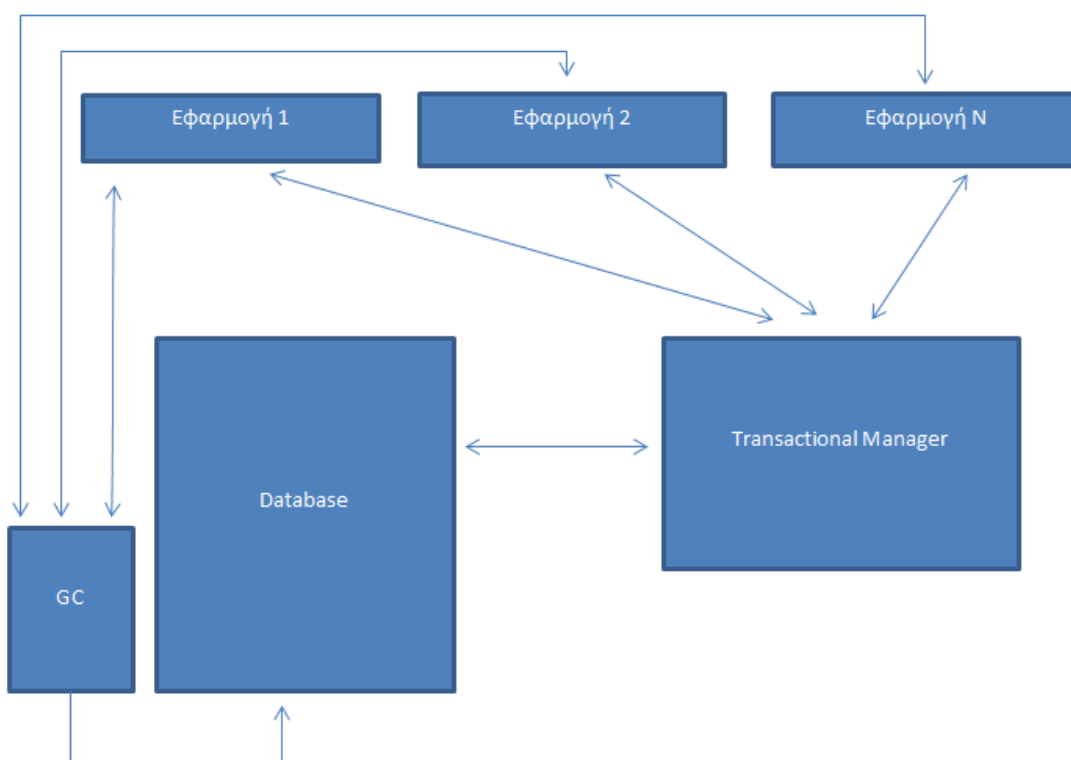 Εφαρμογή 1
Εφαρμογή 2
Εφαρμογή N
Transactional Manager
Database
GC